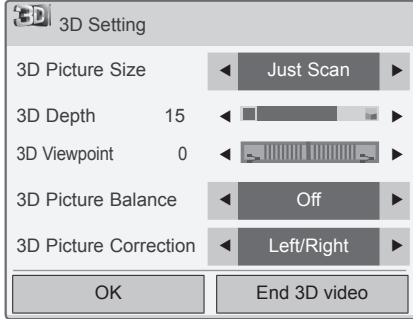 3D 3D Setting
3D Picture Size Just Scan
3D Depth 15
3D Viewpoint 0
3D Picture Balance Off
3D Picture Correction Left/Right
OK End 3D video